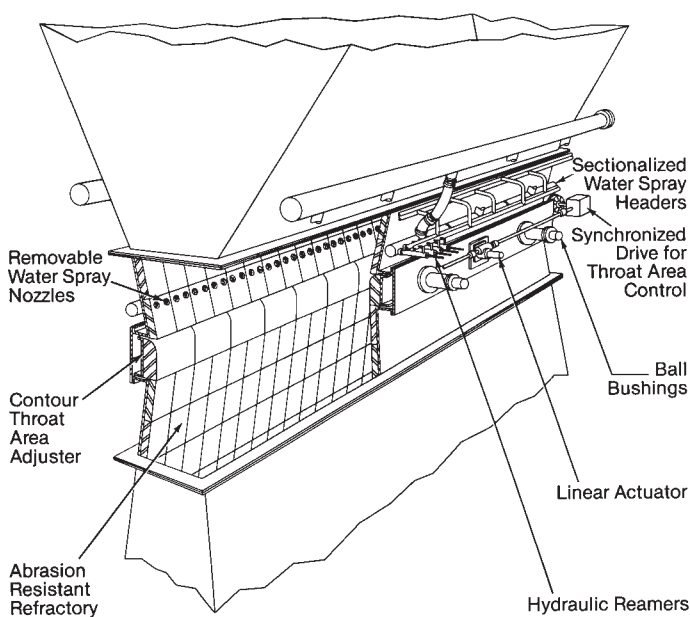 Sectionalized
Water Spray
Headers
Synchronized
Drive for
Throat Area
Control
Removable
Water Spray
Nozzles
Ball
Bushings
Contour
Throat
Area
Adjuster
Linear Actuator
Abrasion
Resistant
Refractory
Hydraulic Reamers